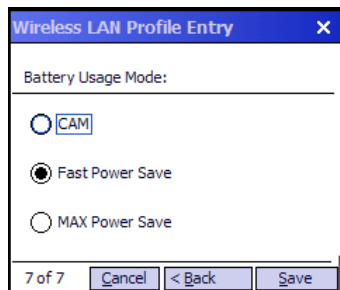 Wireless LAN Profile Entry X
Battery Usage Mode:
CAM
Fast Power Save
MAX Power Save
7 of 7 Cancel < Back Save